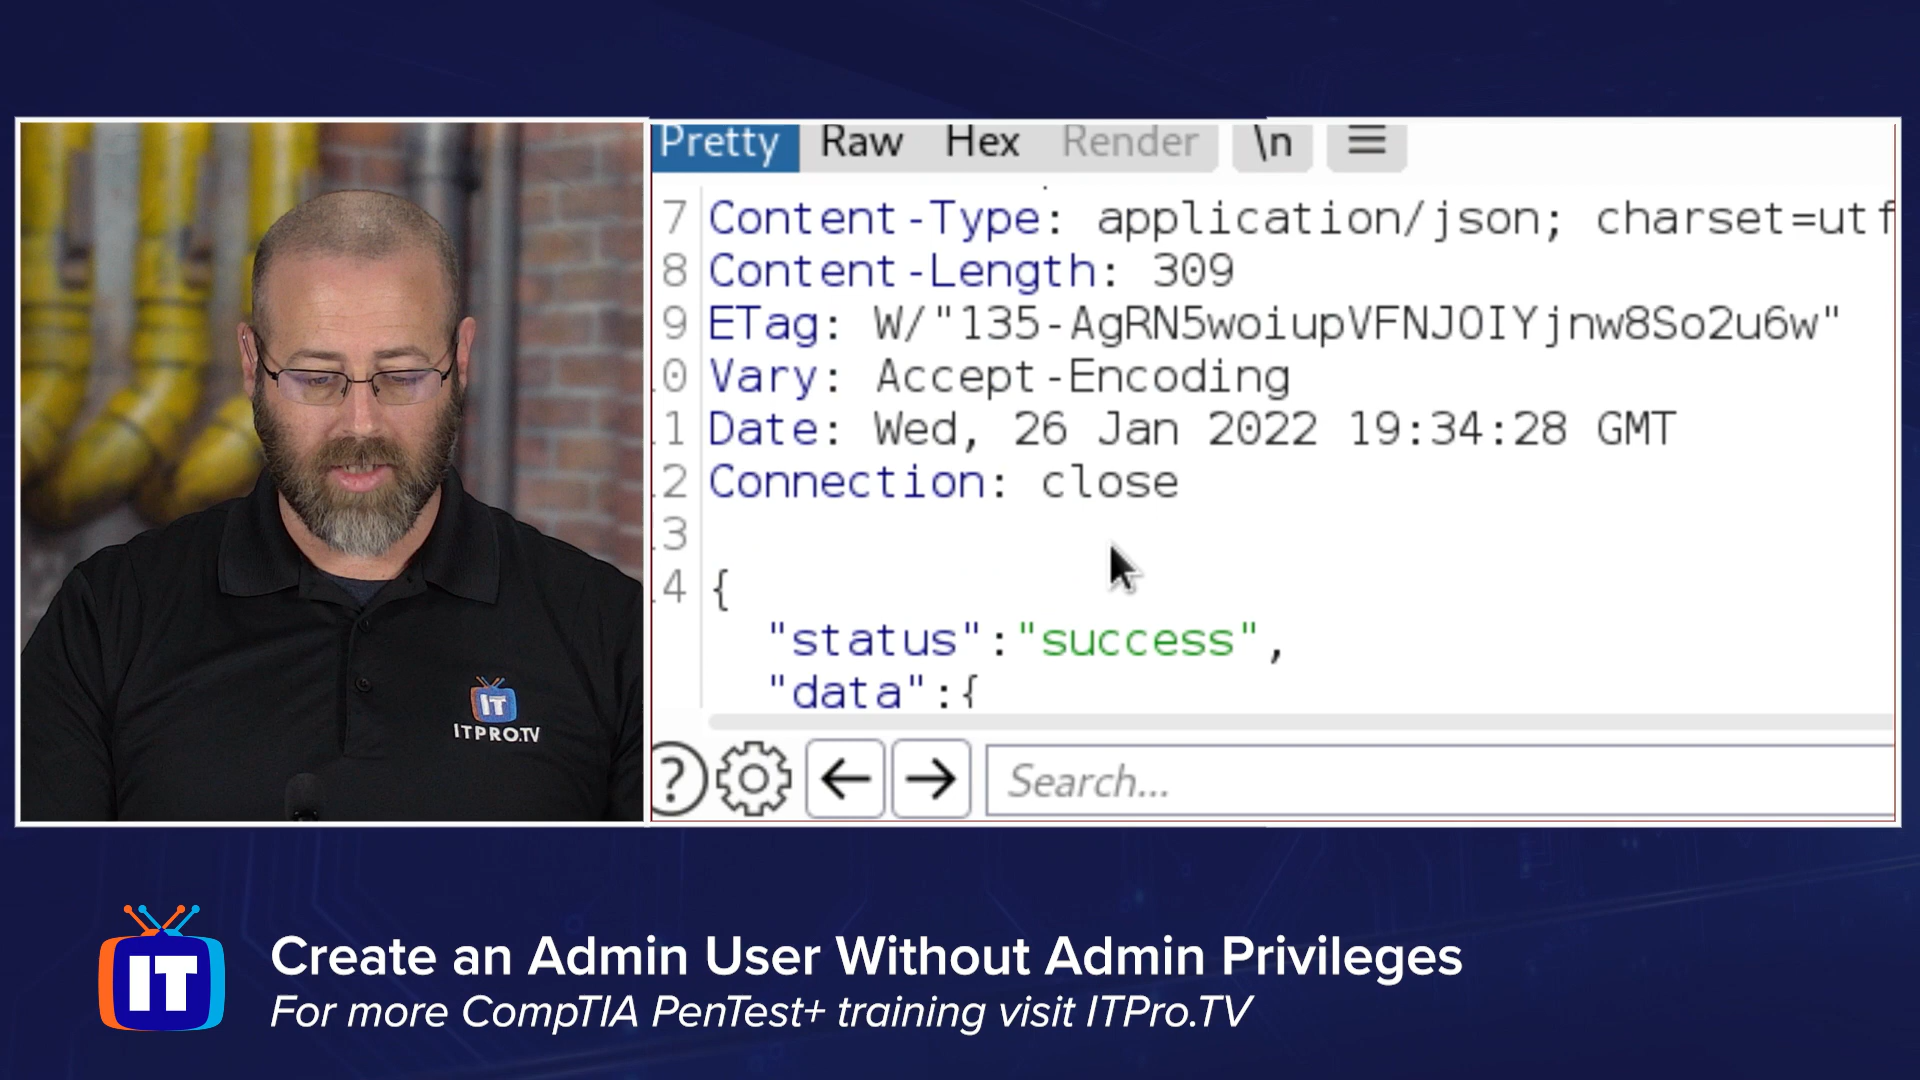 Pretty Raw Hex Render \n
7 Content-Type: application/json; charset=utf
8 Content-Length: 309
9 ETag: W/"135-AgRN5woiupVFNJOIYjnw8So2u6w"
.0 Vary: Accept-Encoding
.1 Date: Wed, 26 Jan 2022 19:34:28 GMT
.2 Connection: close
.3
.4 {
"status":"success",
"data":{
? Search...
IT
ITPRO.TV
IT
Create an Admin User Without Admin Privileges
For more CompTIA PenTest+ training visit ITPro.TV